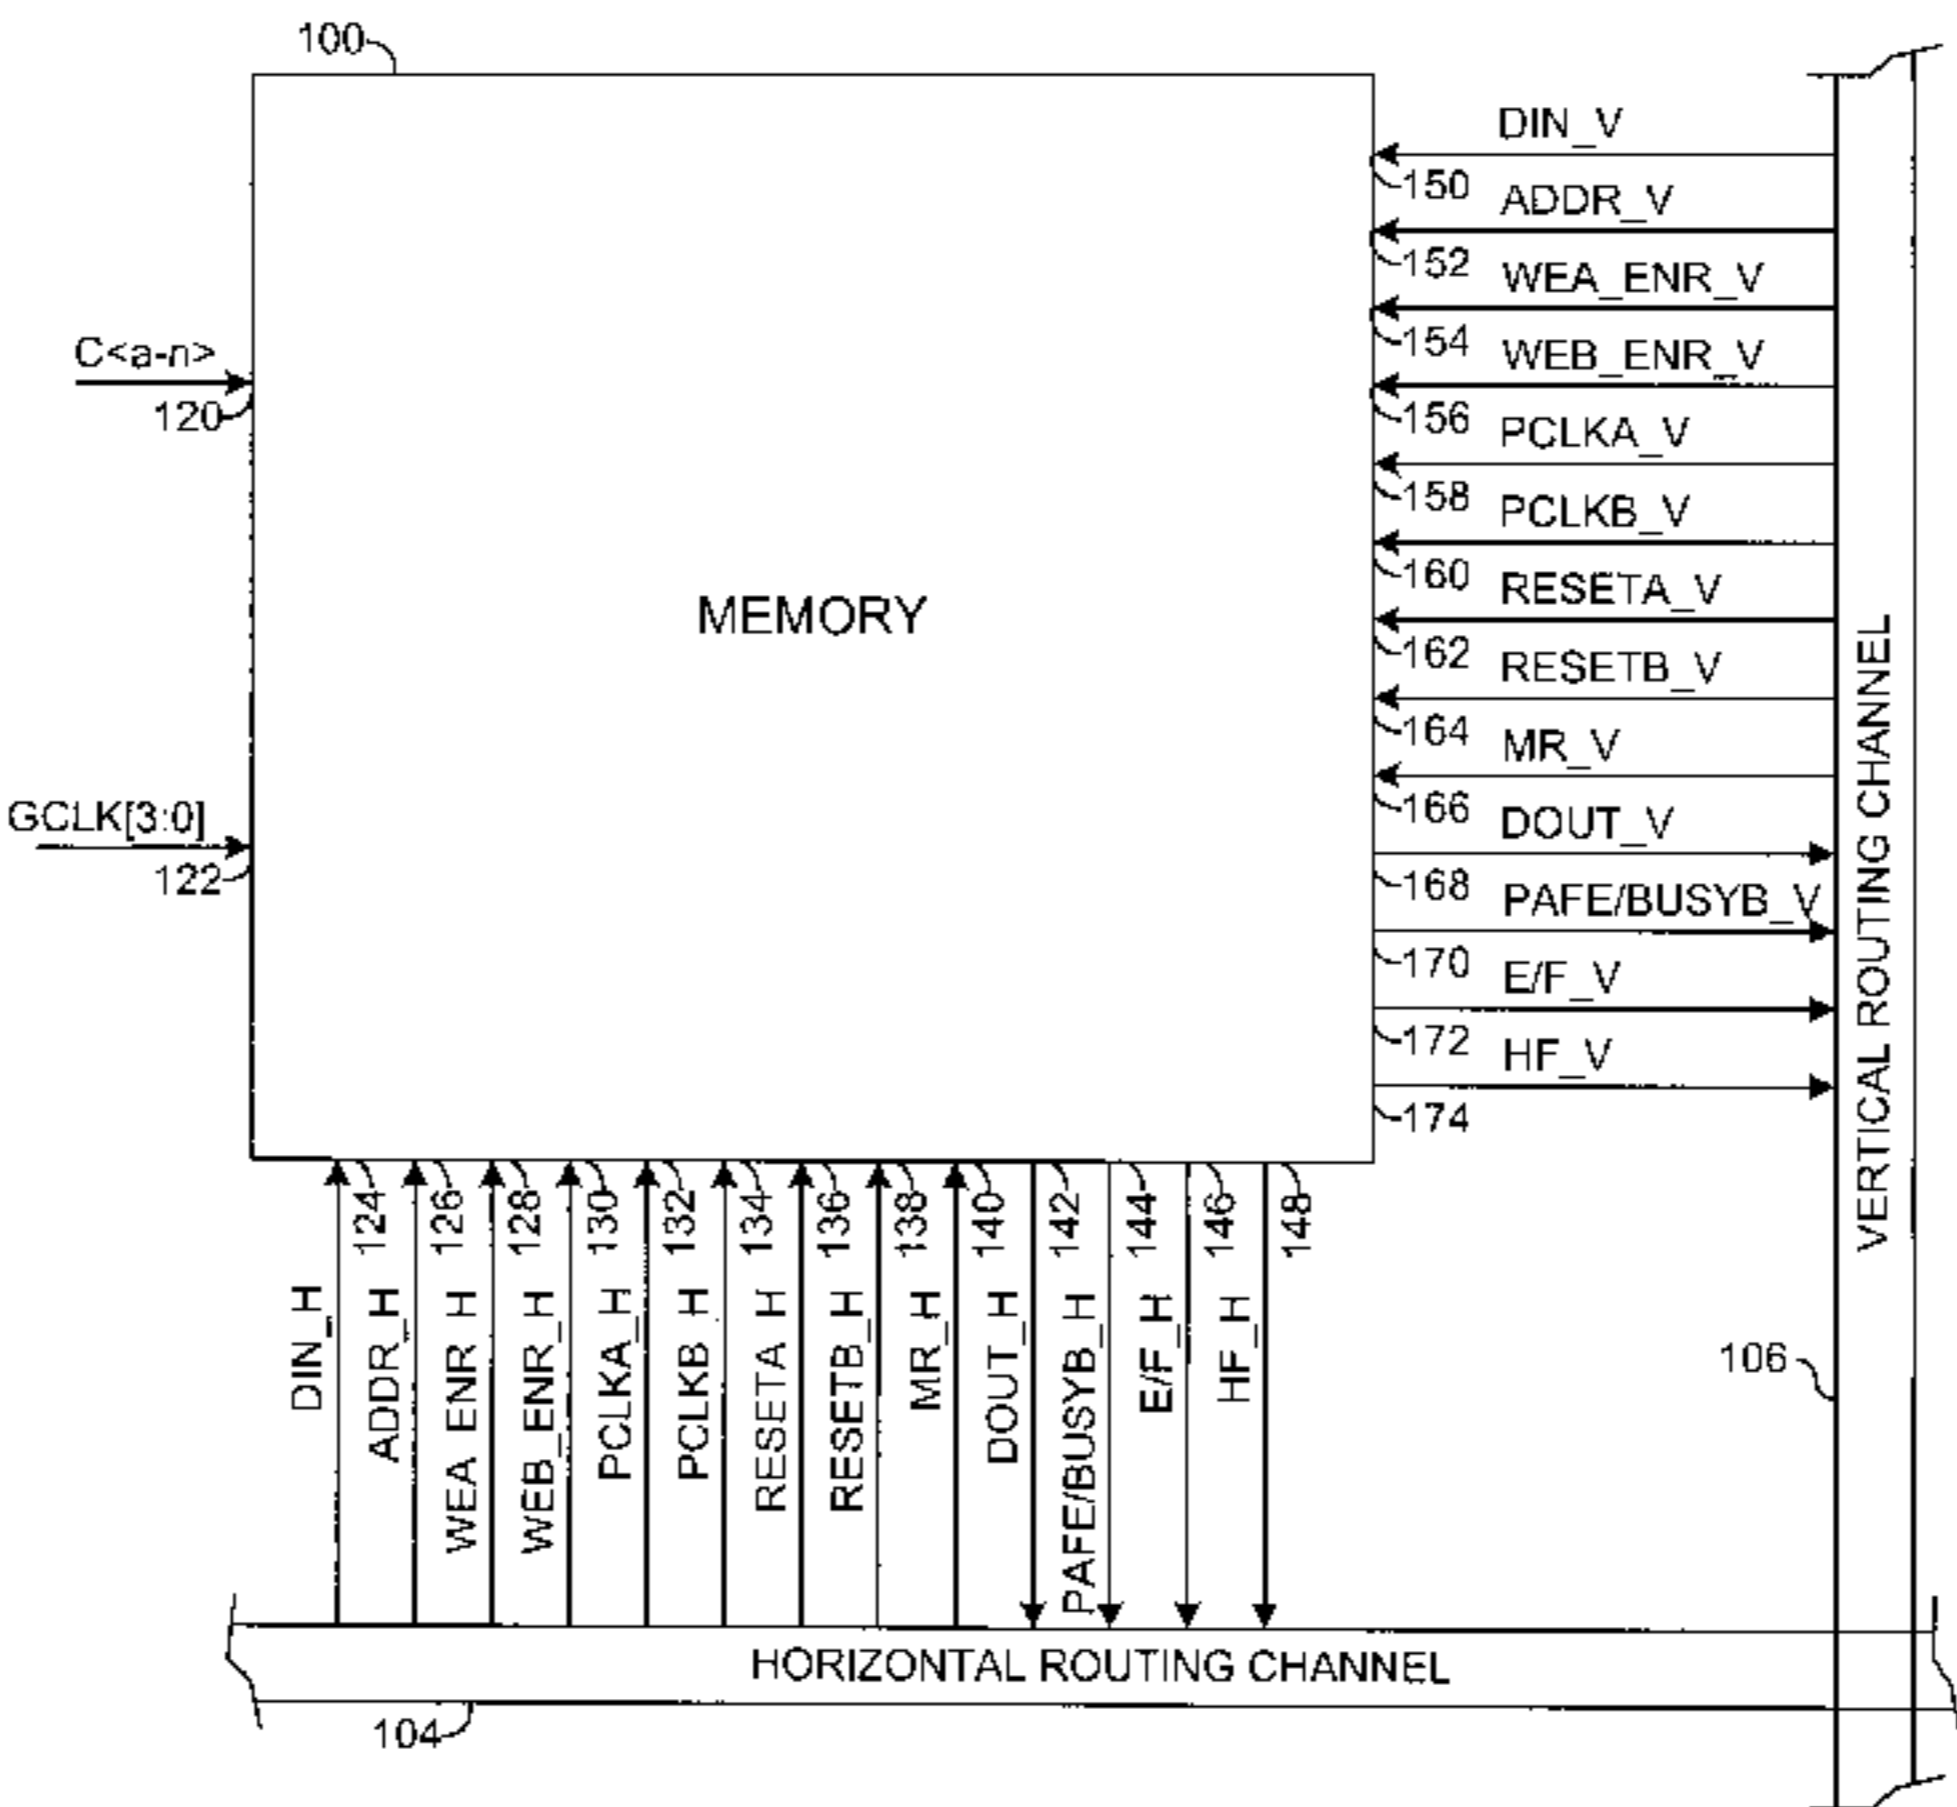 100
DIN_V
150
ADDR_V
152
WEA_ENR_V
154
WEB_ENR_V
156
PCLKA_V
158
PCLKB_V
160
RESETA_V
162
RESETB_V
164
MR_V
166
DOUT_V
168
PAFE/BUSYB_V
170
E/F_V
172
HF_V
174
C<a-n>
120
GCLK[3:0]
122
MEMORY
VERTICAL ROUTING CHANNEL
106
124
126
128
130
132
134
136
138
140
142
144
146
148
DIN_H
ADDR_H
WEA_ENR_H
WEB_ENR_H
PCLKA_H
PCLKB_H
RESETA_H
RESETB_H
MR_H
DOUT_H
PAFE/BUSYB_H
E/F_H
HF_H
HORIZONTAL ROUTING CHANNEL
104